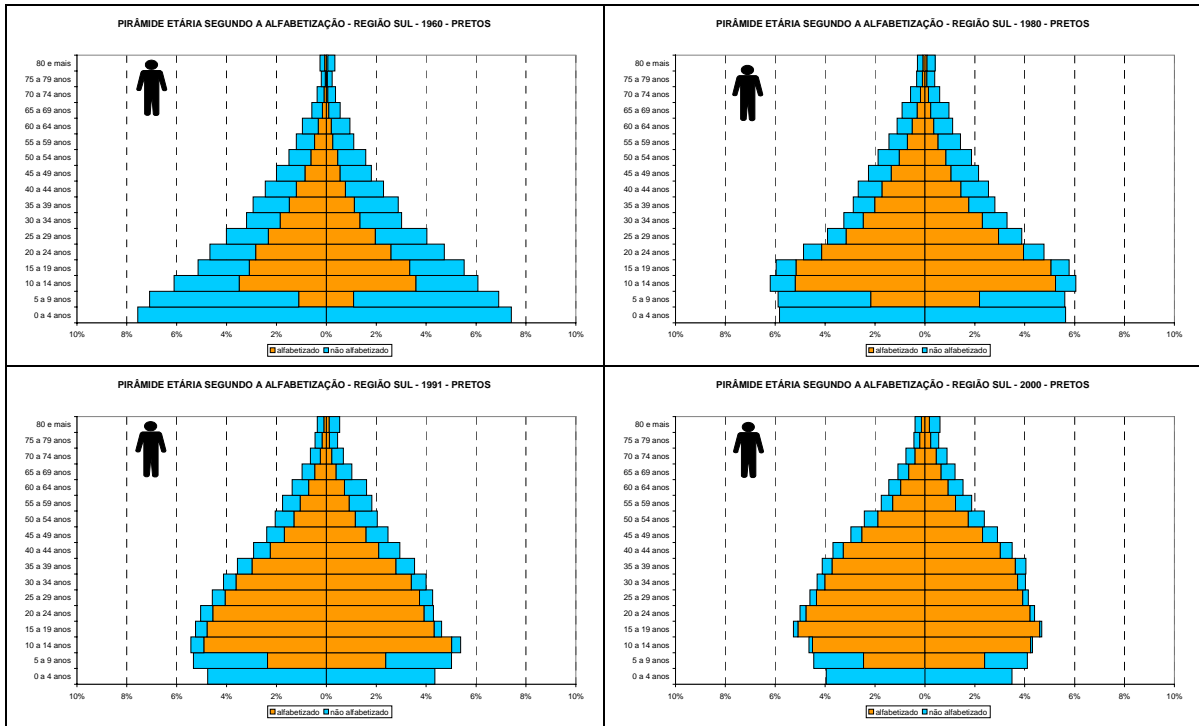 PIRÂMIDE ETÁRIA SEGUNDO A ALFABETIZAÇÃO - REGIÃO SUL - 1960 - PRETOS
80 e mais
75 a 79 anos
70 a 74 anos
65 a 69 anos
60 a 64 anos
55 a 59 anos
50 a 54 anos
45 a 49 anos
40 a 44 anos
35 a 39 anos
30 a 34 anos
25 a 29 anos
20 a 24 anos
15 a 19 anos
10 a 14 anos
5 a 9 anos
0 a 4 anos
10% 8% 6% 4% 2% 0% 2% 4% 6% 8% 10%
alfabetizado não alfabetizado
PIRÂMIDE ETÁRIA SEGUNDO A ALFABETIZAÇÃO - REGIÃO SUL - 1980 - PRETOS
80 e mais
75 a 79 anos
70 a 74 anos
65 a 69 anos
60 a 64 anos
55 a 59 anos
50 a 54 anos
45 a 49 anos
40 a 44 anos
35 a 39 anos
30 a 34 anos
25 a 29 anos
20 a 24 anos
15 a 19 anos
10 a 14 anos
5 a 9 anos
0 a 4 anos
10% 8% 6% 4% 2% 0% 2% 4% 6% 8% 10%
alfabetizado não alfabetizado
PIRÂMIDE ETÁRIA SEGUNDO A ALFABETIZAÇÃO - REGIÃO SUL - 1991 - PRETOS
80 e mais
75 a 79 anos
70 a 74 anos
65 a 69 anos
60 a 64 anos
55 a 59 anos
50 a 54 anos
45 a 49 anos
40 a 44 anos
35 a 39 anos
30 a 34 anos
25 a 29 anos
20 a 24 anos
15 a 19 anos
10 a 14 anos
5 a 9 anos
0 a 4 anos
10% 8% 6% 4% 2% 0% 2% 4% 6% 8% 10%
alfabetizado não alfabetizado
PIRÂMIDE ETÁRIA SEGUNDO A ALFABETIZAÇÃO - REGIÃO SUL - 2000 - PRETOS
80 e mais
75 a 79 anos
70 a 74 anos
65 a 69 anos
60 a 64 anos
55 a 59 anos
50 a 54 anos
45 a 49 anos
40 a 44 anos
35 a 39 anos
30 a 34 anos
25 a 29 anos
20 a 24 anos
15 a 19 anos
10 a 14 anos
5 a 9 anos
0 a 4 anos
10% 8% 6% 4% 2% 0% 2% 4% 6% 8% 10%
alfabetizado não alfabetizado